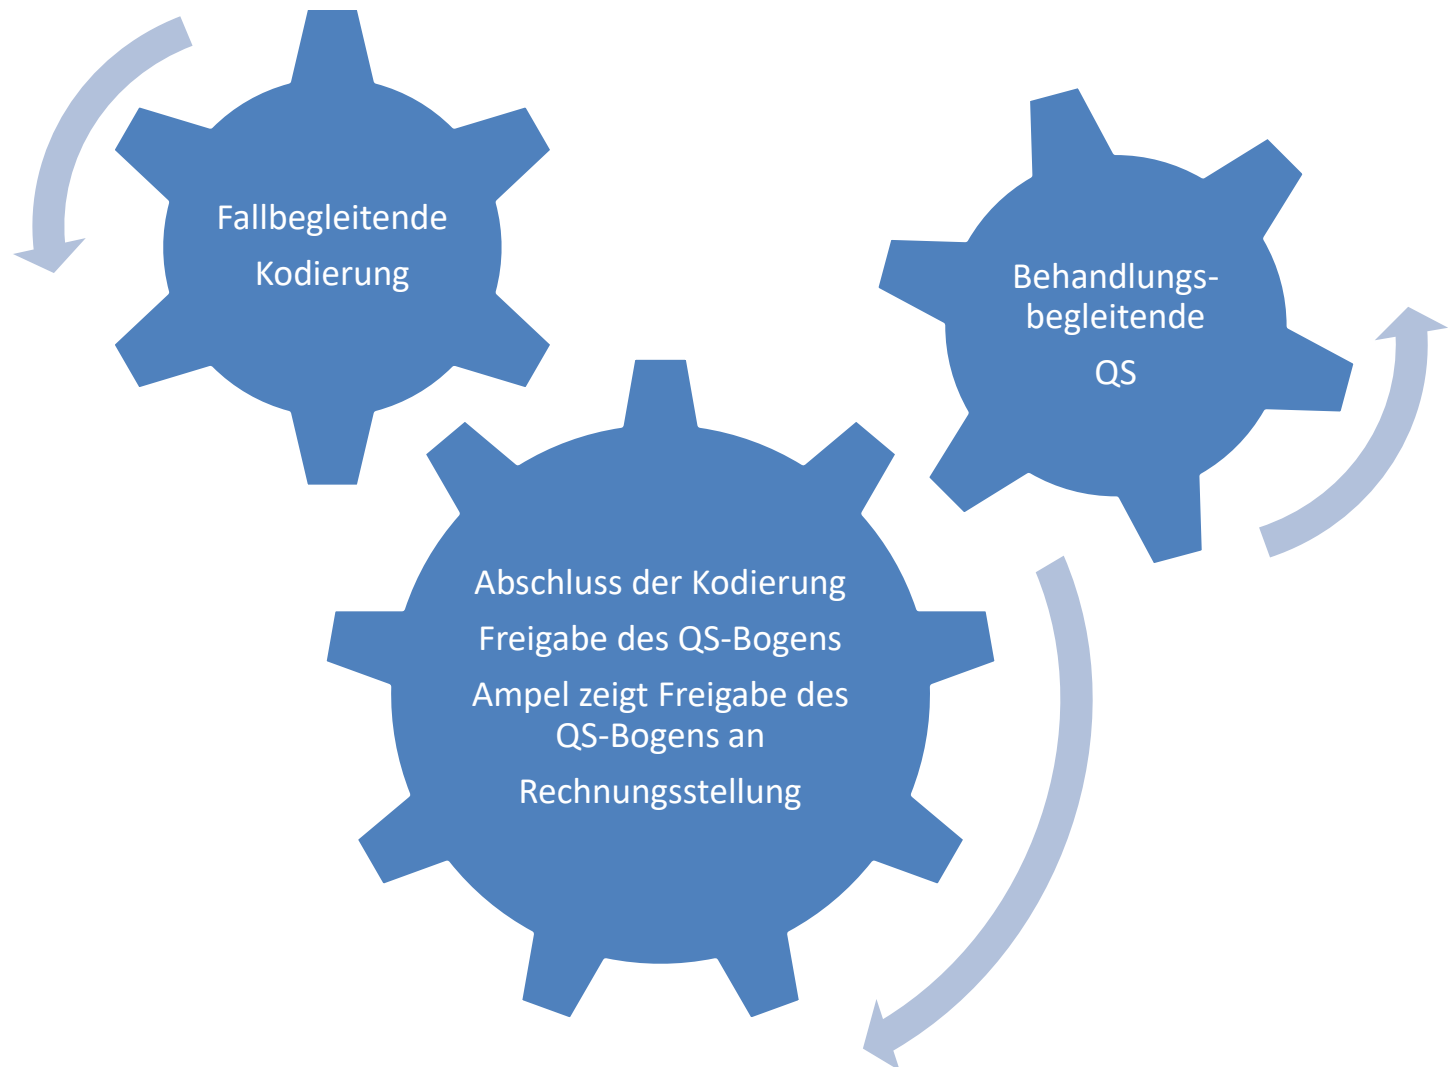 Fallbegleitende
Kodierung
Behandlungs-
begleitende
QS
Abschluss der Kodierung
Freigabe des QS-Bogens
Ampel zeigt Freigabe des
QS-Bogens an
Rechnungsstellung